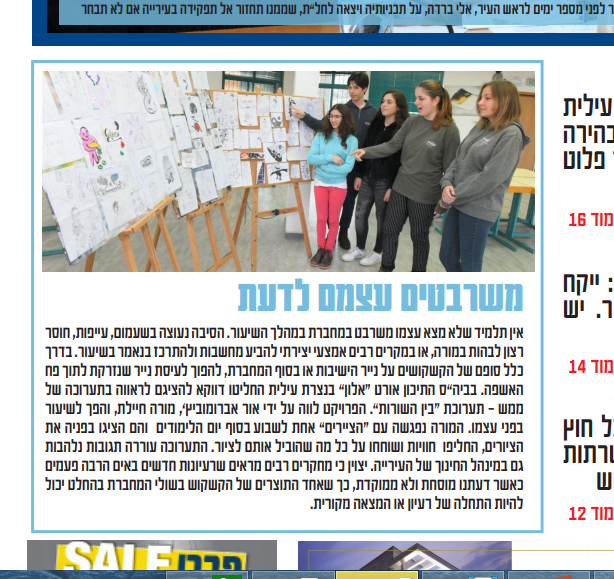 לפני מספר ימים לראש העיר, אלי ברדה, על תכניותיה ויצאה לחל״ת, שממנו תחזור אל תפקידה בעירייה אם לא תבחר
עילית
בהירה
פלוט
מוד 16
: ייקח
ר. יש
מוד 14
ל חוץ
שרתות
ש
מוד 12
משרבטים עצמם לדעת
אין תלמיד שלא מצא עצמו משרבט במחברת במהלך השיעור. הסיבה נעוצה בשעמום, עייפות, חוסר
רצון לבהות במורה, או במקרים רבים אמצעי יצירתי להביע מחשבות ולהתרכז בנאמר בשיעור. בדרך
כלל סופם של הקשקושים על נייר הישיבות או בסוף המחברת, להפוך לעיסת נייר שנזרקת לתוך פח
האשפה. בביה״ס התיכון אורט ״אלון״ בנצרת עילית החליטו דווקא להציגם לראווה בתערוכה של
ממש – תערוכת ״בין השורות״. הפרויקט לווה על ידי אור אברומוביץ׳, מורה חיילת, והפך לשיעור
בפני עצמו. המורה נפגשה עם ״הציירים״ אחת לשבוע בסוף יום הלימודים והם הציגו בפניה את
הציורים, החליפו חוויות ושוחחו על כל מה שהוביל אותם לציור. התערוכה עוררה תגובות נלהבות
גם במינהל החינוך של העירייה. יצוין כי מחקרים רבים מראים שרעיונות חדשים באים הרבה פעמים
כאשר דעתנו מוסחת ולא ממוקדת, כך שאחד התוצרים של הקשקוש בשולי המחברת בהחלט יכול
להיות התחלה של רעיון או המצאה מקורית.
SALE